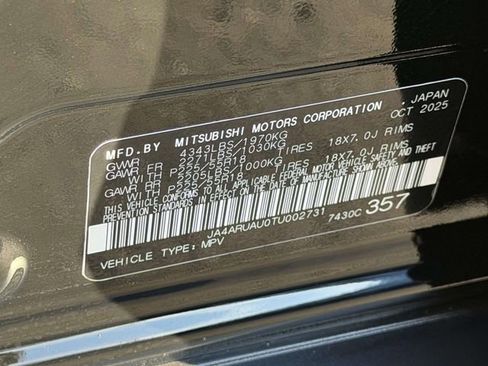 MFD.BY MITSUBISHI MOTORS CORPORATION , JAPAN
GVWR 4343LBS/1970KG OCT 2025
GAWR FR 2271LBS/1030KG
WITH P225/55R18 TIRES, 18X7.0J RIMS
GAWR RR 2205LBS/1000KG
WITH P225/55R18 TIRES, 18X7.0J RIMS
THIS VEHICLE CONFORMS TO ALL APPLICABLE FEDERAL MOTOR VEHICLE SAFETY AND THEFT
PREVENTION STANDARDS IN EFFECT ON THE DATE OF MANUFACTURE SHOWN ABOVE.
JA4ARUAU0TU002731 7430C 357
VEHICLE TYPE: MPV